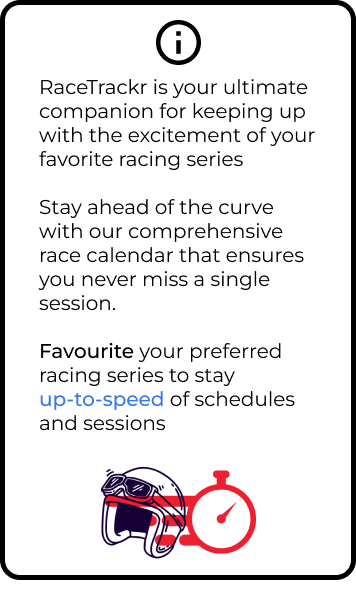 RaceTrackr is your ultimate
companion for keeping up
with the excitement of your
favorite racing series
Stay ahead of the curve
with our comprehensive
race calendar that ensures
you never miss a single
session.
Favourite your preferred
racing series to stay
up-to-speed of schedules
and sessions